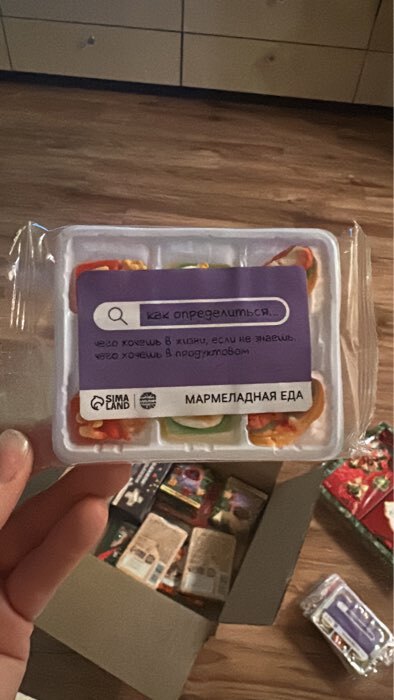 как определиться...
чего хочешь в жизни, если не знаешь,
чего хочешь в продуктовом
SIMA
LAND
МАРМЕЛАДНАЯ ЕДА